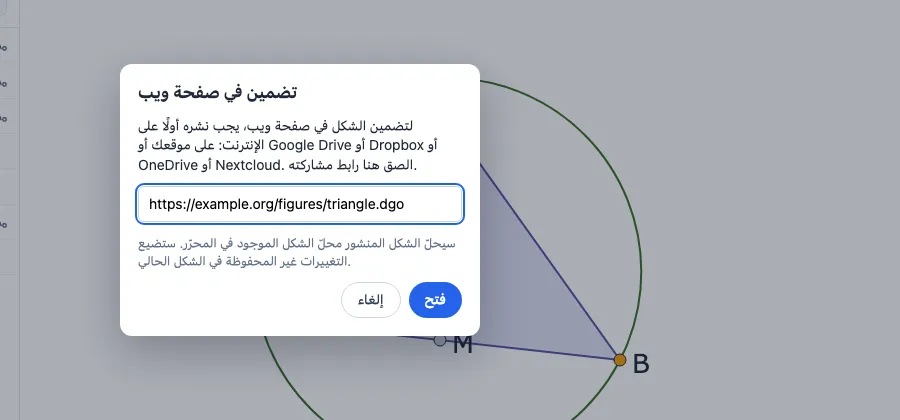 تضمين في صفحة ويب
لتضمين الشكل في صفحة ويب، يجب نشره أولًا على
الإنترنت: على موقعك أو Google Drive أو Dropbox أو
OneDrive أو Nextcloud. الصق هنا رابط مشاركته.
https://example.org/figures/triangle.dgo
سيحلّ الشكل المنشور محلّ الشكل الموجود في المحرّر. ستضيع
التغييرات غير المحفوظة في الشكل الحالي.
إلغاء
فتح
M
B